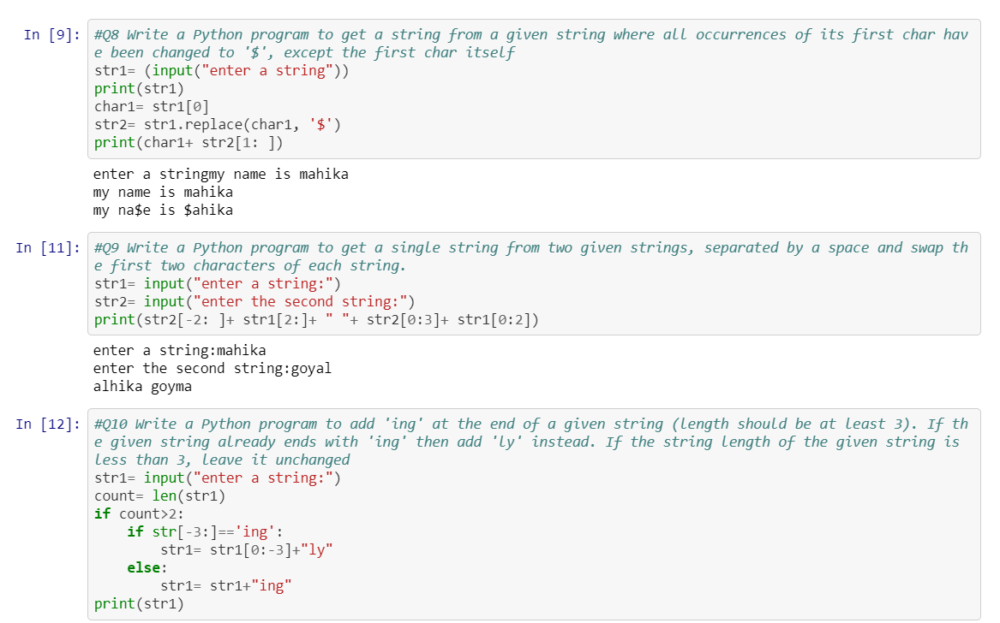 In [9]: #Q8 Write a Python program to get a string from a given string where all occurrences of its first char hav
e been changed to '$', except the first char itself
str1= (input("enter a string"))
print(str1)
char1= str1[0]
str2= str1.replace(char1, '$')
print(char1+ str2[1: ])
enter a stringmy name is mahika
my name is mahika
my na$e is $ahika
In [11]: #Q9 Write a Python program to get a single string from two given strings, separated by a space and swap th
e first two characters of each string.
str1= input("enter a string:")
str2= input("enter the second string:")
print(str2[-2: ]+ str1[2:]+ " "+ str2[0:3]+ str1[0:2])
enter a string:mahika
enter the second string:goyal
alhika goyma
In [12]: #Q10 Write a Python program to add 'ing' at the end of a given string (length should be at least 3). If th
e given string already ends with 'ing' then add 'ly' instead. If the string length of the given string is
less than 3, leave it unchanged
str1= input("enter a string:")
count= len(str1)
if count>2:
    if str[-3:]=='ing':
        str1= str1[0:-3]+"ly"
    else:
        str1= str1+"ing"
print(str1)